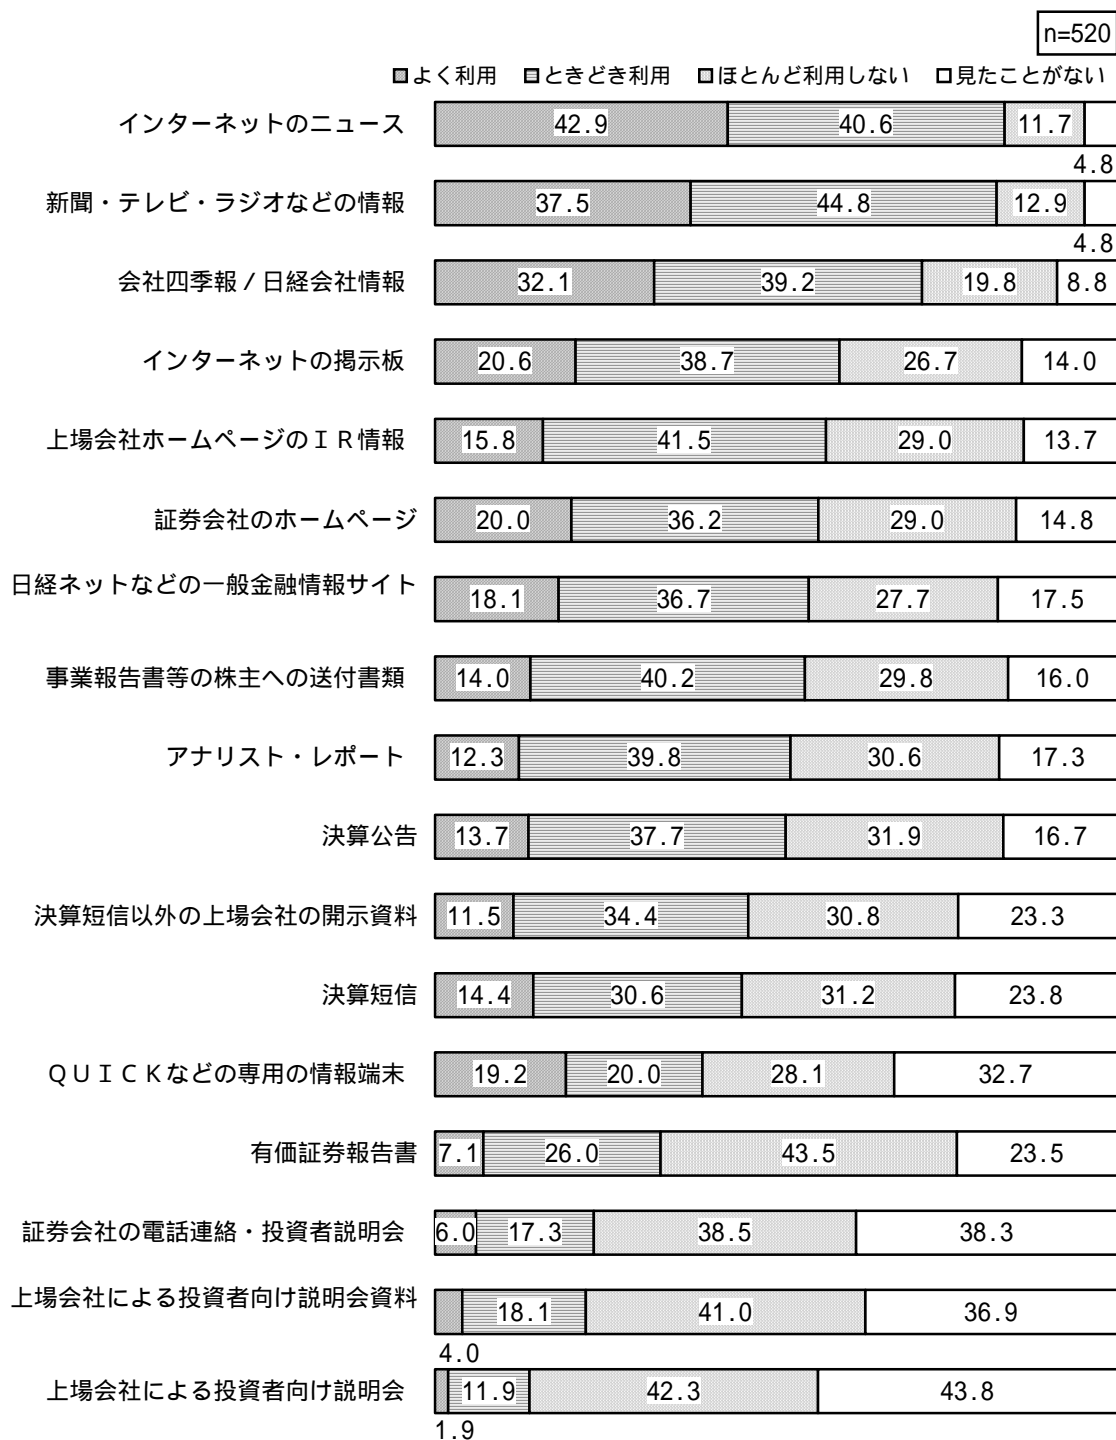 n=520
よく利用 ときどき利用 ほとんど利用しない 見たことがない
インターネットのニュース 42.9 40.6 11.7 4.8
新聞・テレビ・ラジオなどの情報 37.5 44.8 12.9 4.8
会社四季報/日経会社情報 32.1 39.2 19.8 8.8
インターネットの掲示板 20.6 38.7 26.7 14.0
上場会社ホームページのIR情報 15.8 41.5 29.0 13.7
証券会社のホームページ 20.0 36.2 29.0 14.8
日経ネットなどの一般金融情報サイト 18.1 36.7 27.7 17.5
事業報告書等の株主への送付書類 14.0 40.2 29.8 16.0
アナリスト・レポート 12.3 39.8 30.6 17.3
決算公告 13.7 37.7 31.9 16.7
決算短信以外の上場会社の開示資料 11.5 34.4 30.8 23.3
決算短信 14.4 30.6 31.2 23.8
QUICKなどの専用の情報端末 19.2 20.0 28.1 32.7
有価証券報告書 7.1 26.0 43.5 23.5
証券会社の電話連絡・投資者説明会 6.0 17.3 38.5 38.3
上場会社による投資者向け説明会資料 4.0 18.1 41.0 36.9
上場会社による投資者向け説明会 1.9 11.9 42.3 43.8